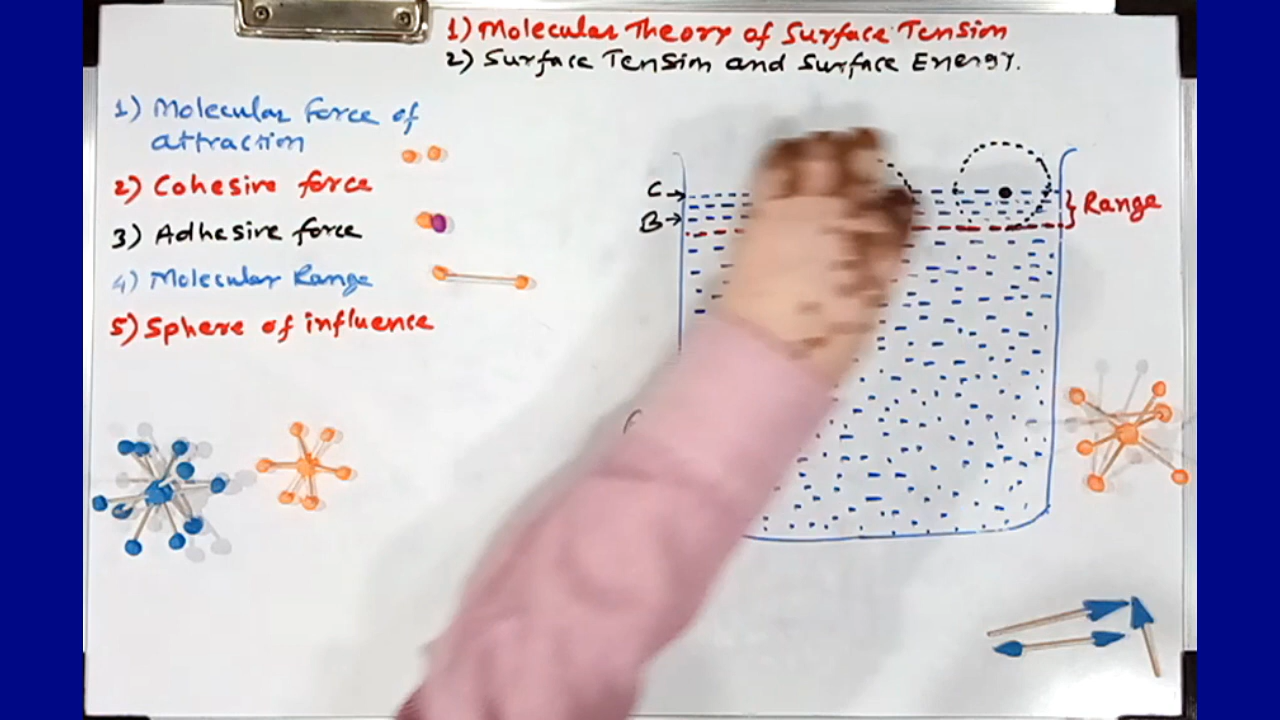 1) Molecular Theory of Surface Tension
2) Surface Tension and Surface Energy.
1) Molecular force of
attraction
2) Cohesive force
3) Adhesive force
4) Molecular Range
5) Sphere of influence
C
B
Range